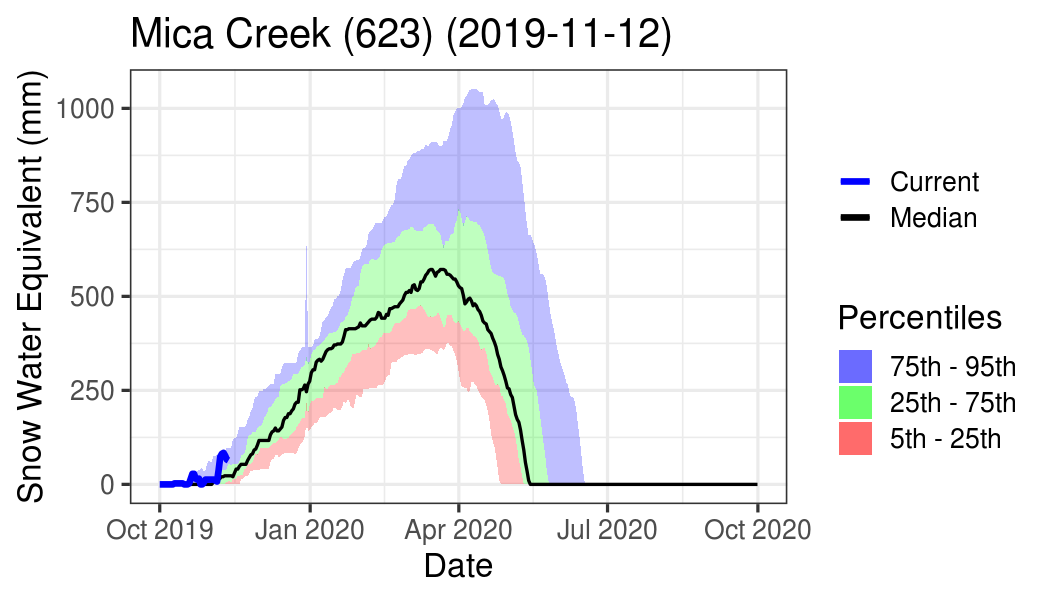 Mica Creek (623) (2019-11-12)
Snow Water Equivalent (mm)
1000
750
500
250
0
Oct 2019 Jan 2020 Apr 2020 Jul 2020 Oct 2020
Date
Current
Median
Percentiles
75th - 95th
25th - 75th
5th - 25th